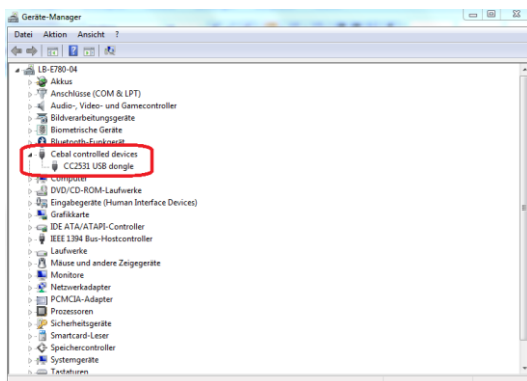 Geräte-Manager
Datei Aktion Ansicht ?
LB-E780-04
Akkus
Anschlüsse (COM & LPT)
Audio-, Video- und Gamecontroller
Bildverarbeitungsgeräte
Biometrische Geräte
Bluetooth-Funkgerät
Cebal controlled devices
CC2531 USB dongle
Computer
DVD/CD-ROM-Laufwerke
Eingabegeräte (Human Interface Devices)
Grafikkarte
IDE ATA/ATAPI-Controller
IEEE 1394 Bus-Hostcontroller
Laufwerke
Mäuse und andere Zeigegeräte
Monitore
Netzwerkadapter
PCMCIA-Adapter
Prozessoren
Sicherheitsgeräte
Smartcard-Leser
Speichercontroller
Systemgeräte
Tastaturen